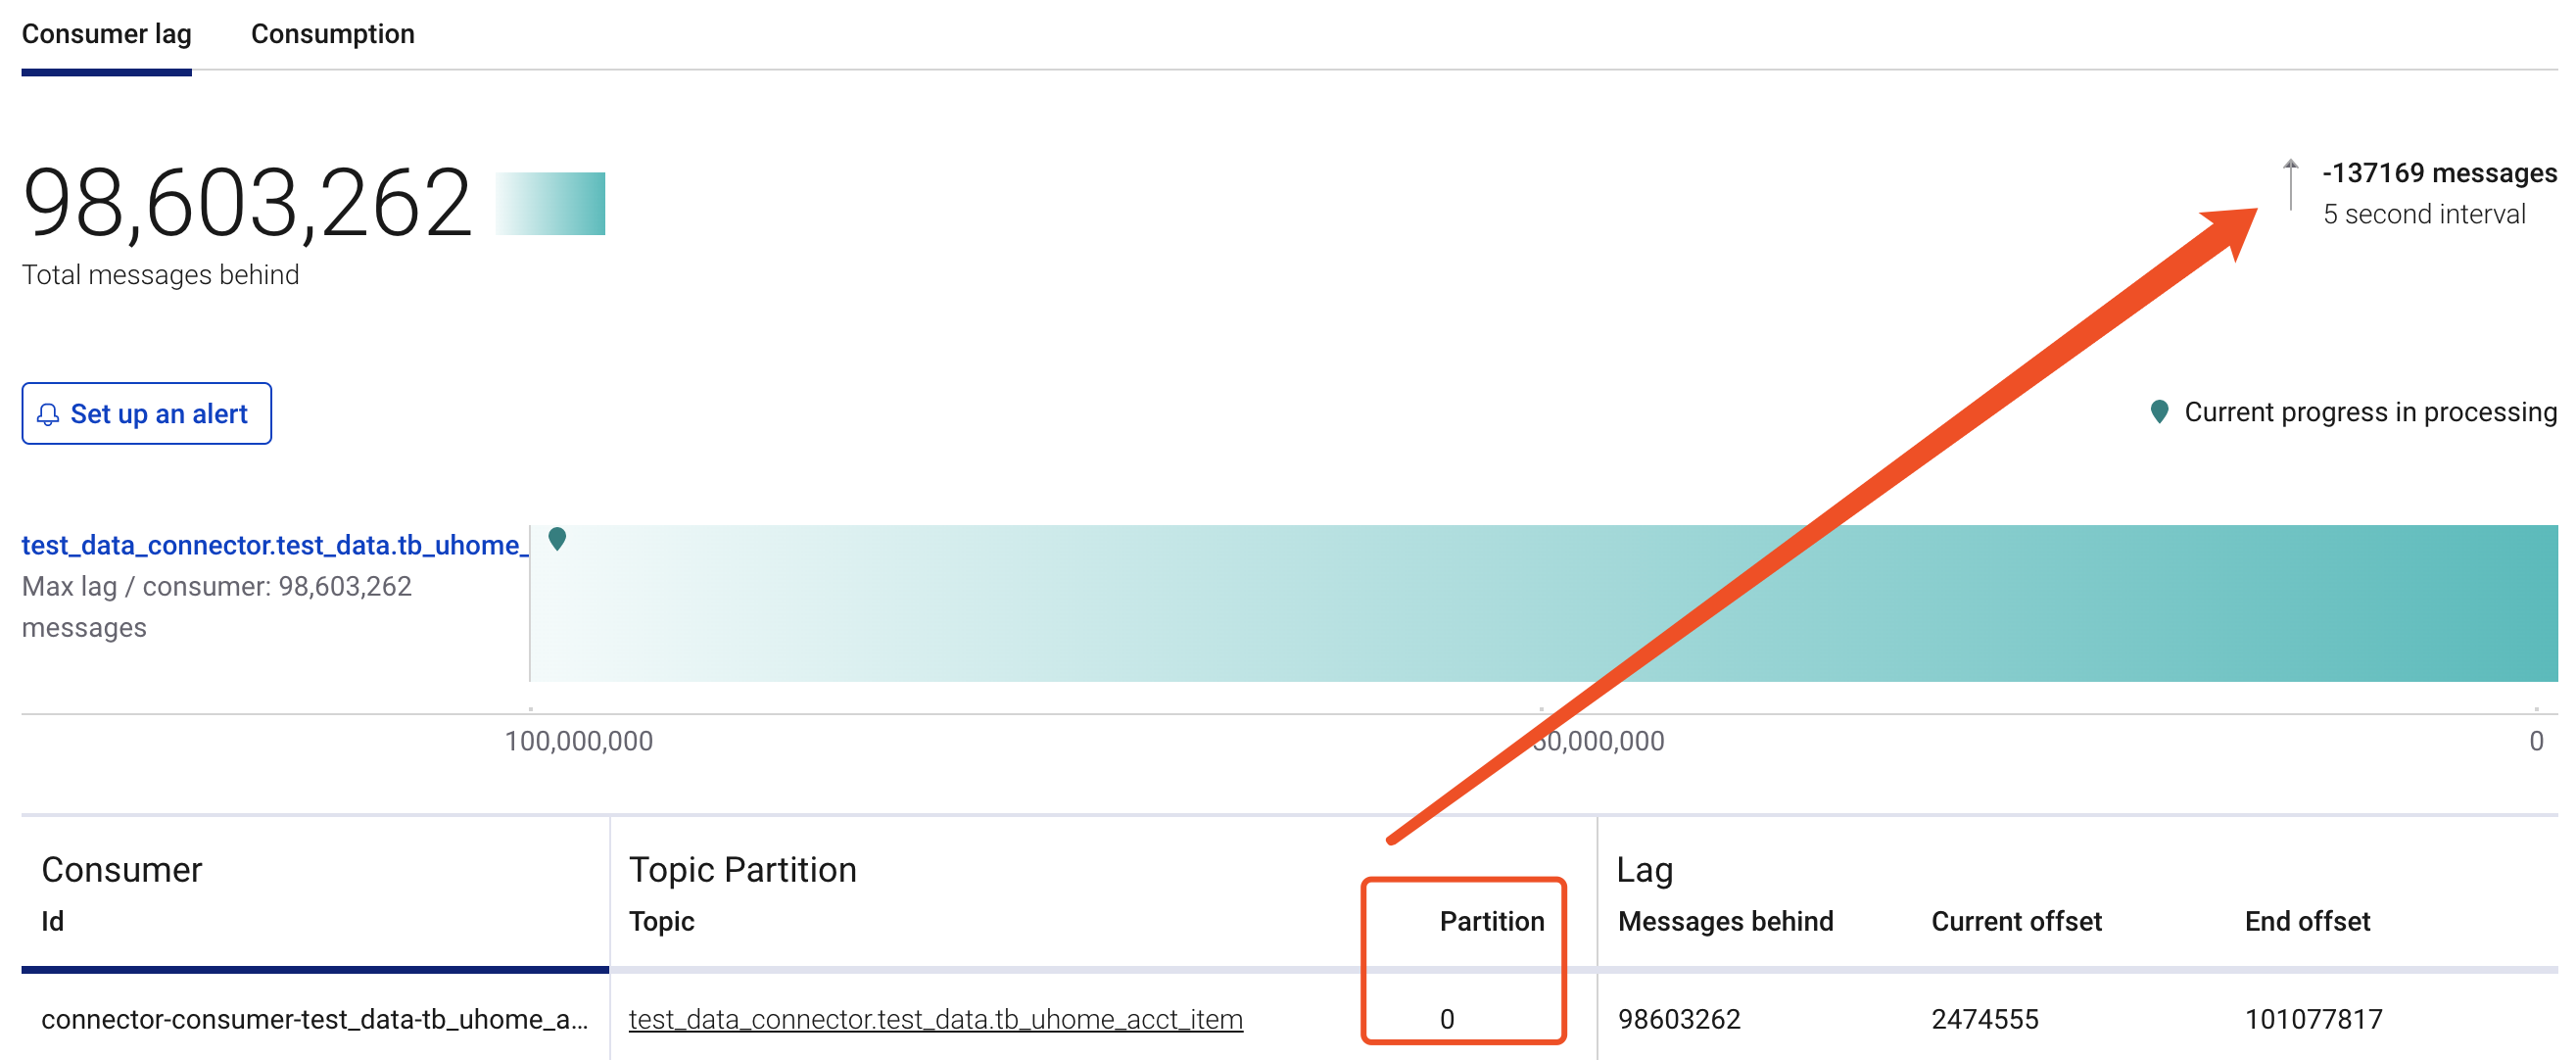 Consumer lag Consumption
98,603,262
Total messages behind
-137169 messages
5 second interval
Set up an alert
Current progress in processing
test_data_connector.test_data.tb_uhome_
Max lag / consumer: 98,603,262
messages
100,000,000 50,000,000 0
Consumer Topic Partition Lag
Id Topic Partition Messages behind Current offset End offset
connector-consumer-test_data-tb_uhome_a... test_data_connector.test_data.tb_uhome_acct_item 0 98603262 2474555 101077817